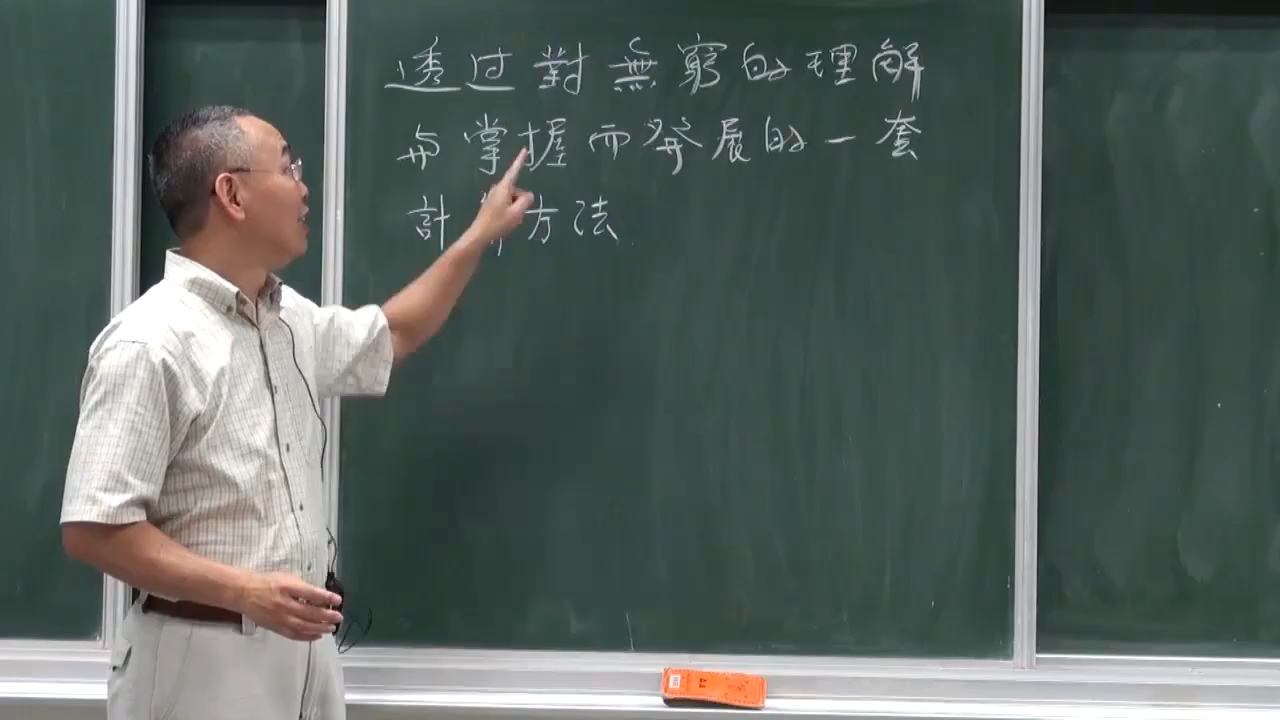 透过對無窮的理解
与掌握而發展的一套
計算方法